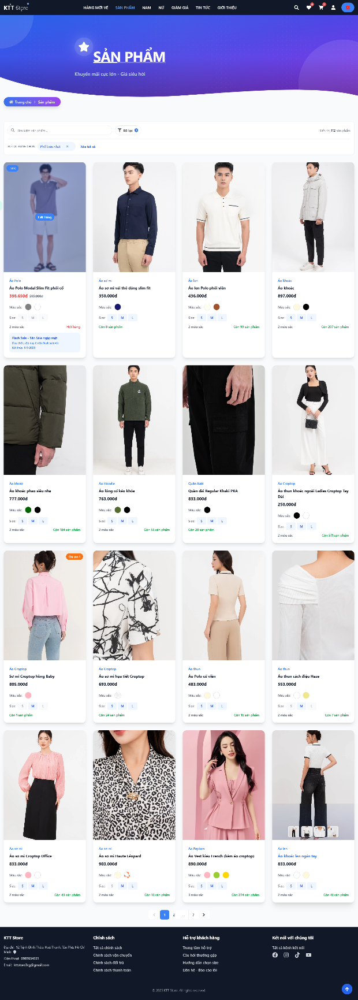 KTT Store
HÀNG MỚI VỀ SẢN PHẨM NAM NỮ GIẢM GIÁ TIN TỨC GIỚI THIỆU
SẢN PHẨM
Khuyến mãi cực lớn - Giá siêu hời
Trang chủ > Sản phẩm
Tìm kiếm sản phẩm...
Bộ lọc 1
Hiển thị 112 sản phẩm
BỘ LỌC ĐANG CHỌN:
Phổ biến nhất ×
Xóa tất cả
Hết hàng
Áo Polo
Áo Polo Modal Slim Fit phối cổ
398.650đ 595.000đ
Màu sắc:
Size: S M L
2 màu sắc Hết hàng
Flash Sale - Săn Sale ngập mặt
Kết thúc: 5/1/2026
Áo sơ mi
Áo sơ mi vải thô dáng slim fit
350.000đ
Màu sắc:
Size: S M L
Còn 8 sản phẩm
Áo len
Áo len Polo phối viền
436.000đ
Màu sắc:
Size: S M L
2 màu sắc Còn 99 sản phẩm
Áo khoác
Áo khoác
897.000đ
Màu sắc:
Size: S M L
2 màu sắc Còn 207 sản phẩm
Áo khoác
Áo khoác phao siêu nhẹ
777.000đ
Màu sắc:
Size: S M L
2 màu sắc Còn 184 sản phẩm
Áo Hoodie
Áo lông cổ kéo khóa
763.000đ
Màu sắc:
Size: S M L
2 màu sắc Còn 55 sản phẩm
Quần Kaki
Quần dài Regular Khaki PKA
833.000đ
Màu sắc:
Size: S M L
Còn 20 sản phẩm
Áo Croptop
Áo thun khoác ngoài Ladies Croptop Tay
Dài
250.000đ
Màu sắc:
Size: S M L
2 màu sắc Còn 571 sản phẩm
Chỉ còn 1
Áo Croptop
Sơ mi Croptop hồng Baby
805.000đ
Màu sắc:
Size: S M L
Còn 1 sản phẩm
Áo Croptop
Áo sơ mi họa tiết Croptop
693.000đ
Màu sắc:
Size: S M L
Còn 24 sản phẩm
Áo thun
Áo Polo cổ viền
483.000đ
Màu sắc:
Size: S M L
2 màu sắc Còn 16 sản phẩm
Áo thun
Áo thun cách điệu Haze
553.000đ
Màu sắc:
Size: S M L
2 màu sắc Còn 7 sản phẩm
Áo sơ mi
Áo sơ mi Croptop Office
833.000đ
Màu sắc:
Size: S M L
2 màu sắc Còn 43 sản phẩm
Áo sơ mi
Áo sơ mi Haute Léopard
903.000đ
Màu sắc:
Size: S M L
2 màu sắc Còn 13 sản phẩm
Áo Peplum
Áo Vest kiểu French (kèm áo croptop)
890.000đ
Màu sắc:
Size: S M L
3 màu sắc Còn 274 sản phẩm
Áo len
Áo khoác len ngắn tay
833.000đ
Màu sắc:
Size: S M L
2 màu sắc Còn 41 sản phẩm
1 2 ... 7
KTT Store
Địa chỉ: 12 Trịnh Đình Thảo, Hoà Thanh, Tân Phú, Hồ Chí
Minh
Điện thoại: 0987654321
Email: kttstore3cg@gmail.com
Chính sách
Tất cả chính sách
Chính sách vận chuyển
Chính sách đổi trả
Chính sách thanh toán
Hỗ trợ khách hàng
Trung tâm hỗ trợ
Câu hỏi thường gặp
Hướng dẫn chọn size
Liên hệ - Báo cáo lỗi
Kết nối với chúng tôi
Tất cả kênh kết nối
© 2025 KTT Store. All rights reserved.